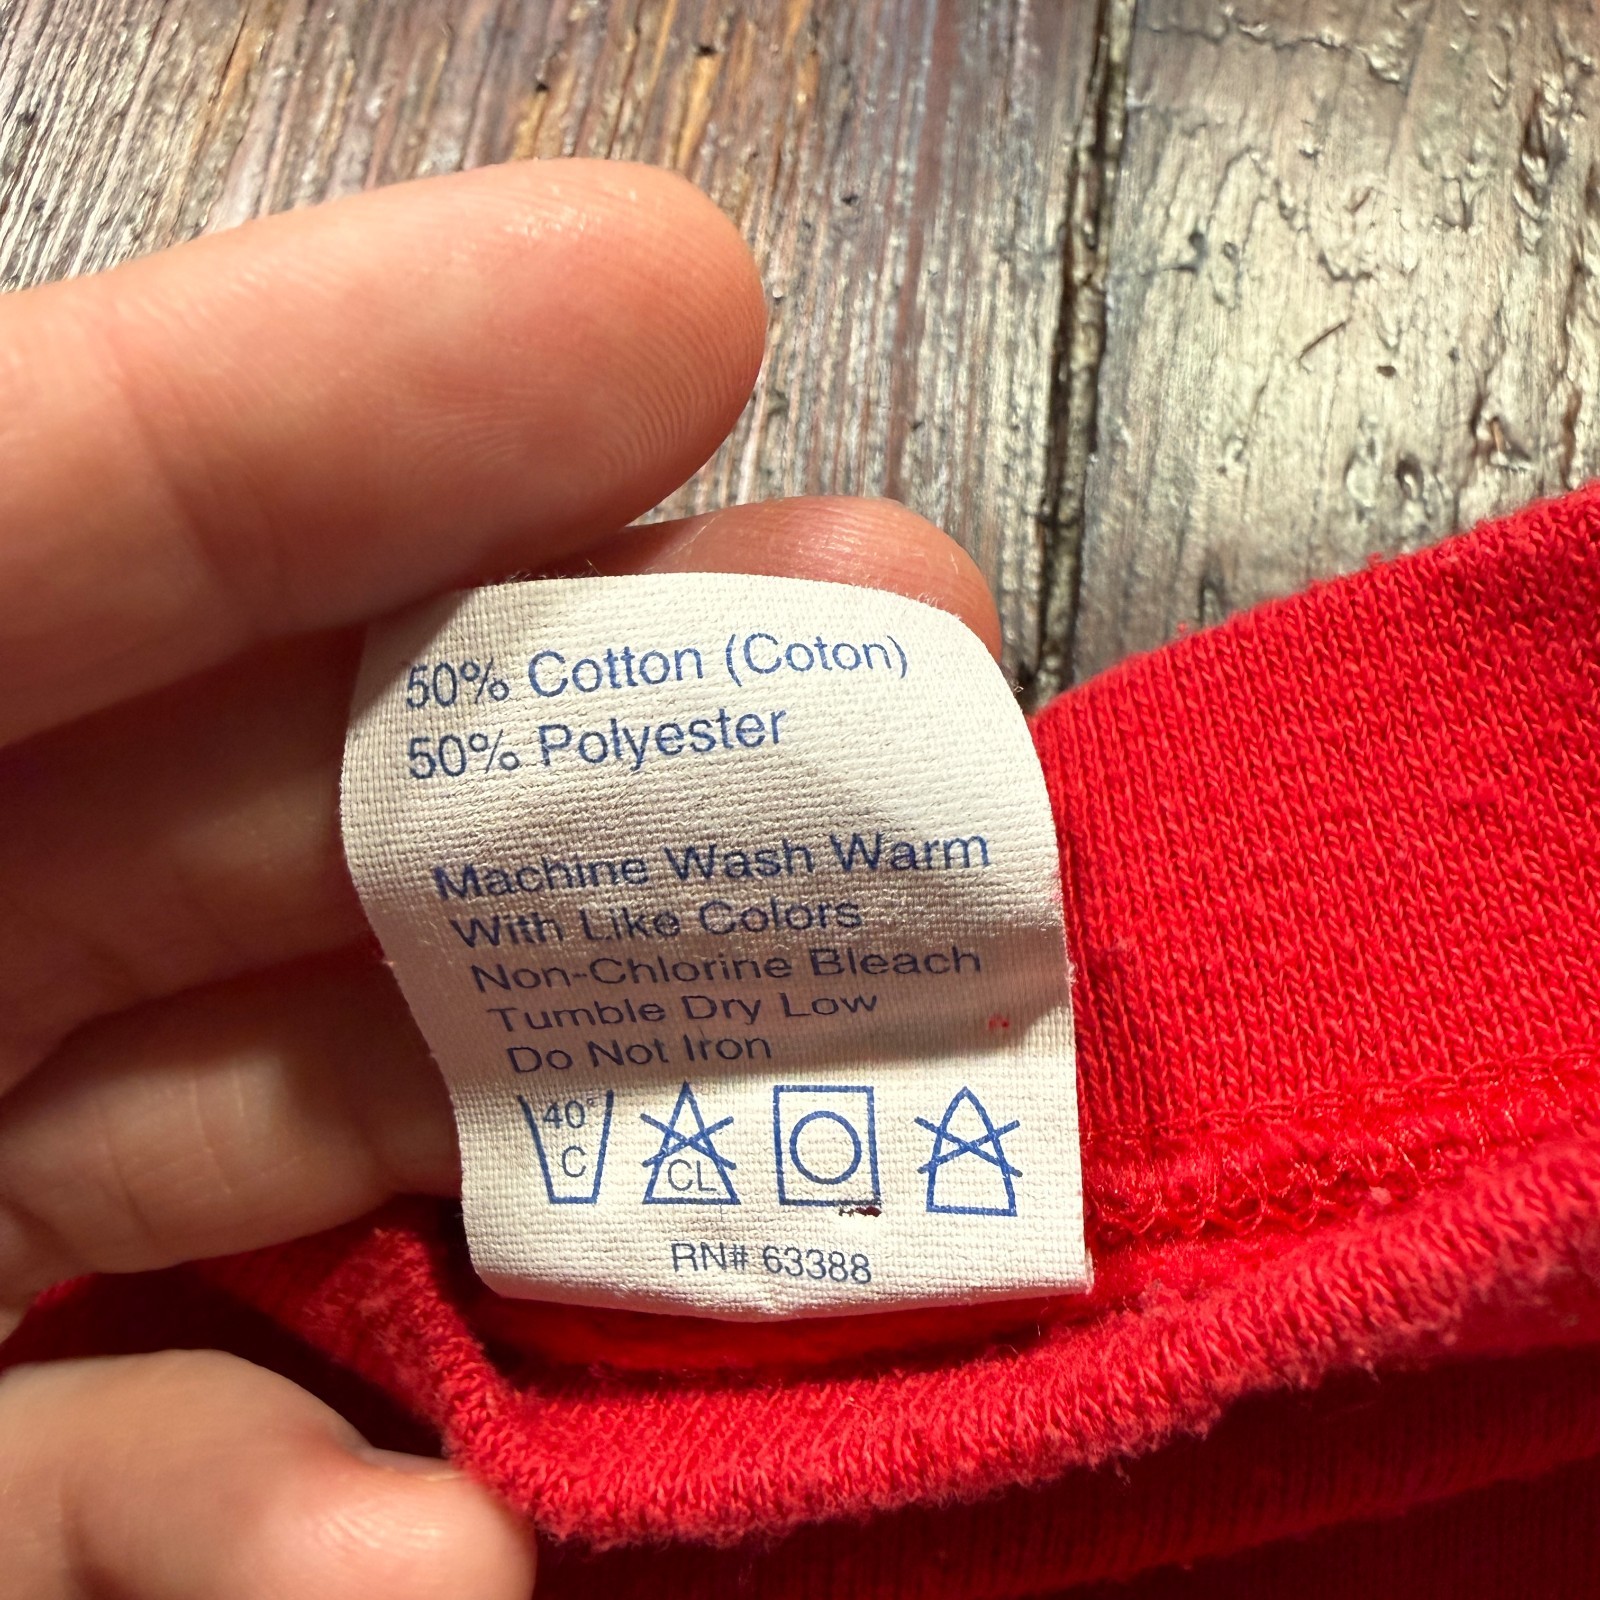 50% Cotton (Coton)
50% Polyester
Machine Wash Warm
With Like Colors
Non-Chlorine Bleach
Tumble Dry Low
Do Not Iron
40°
C
CL
RN# 63388